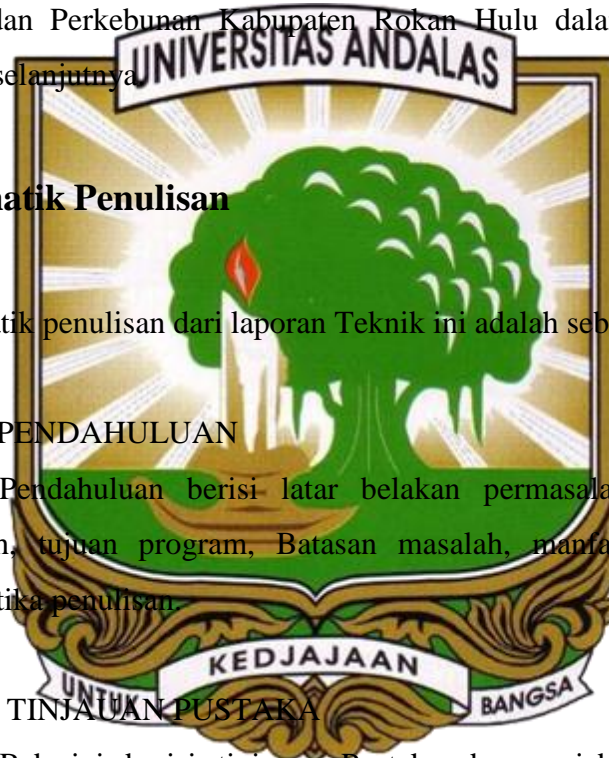 dan Perkebunan Kabupaten Rokan Hulu dala
UNIVERSITAS ANDALAS
selanjutnya
matik Penulisan
tik penulisan dari laporan Teknik ini adalah seb
PENDAHULUAN
Pendahuluan berisi latar belakan permasala
n, tujuan program, Batasan masalah, manfa
tika penulisan.
KEDJAJAAN
UNTUK BANGSA
TINJAUAN PUSTAKA